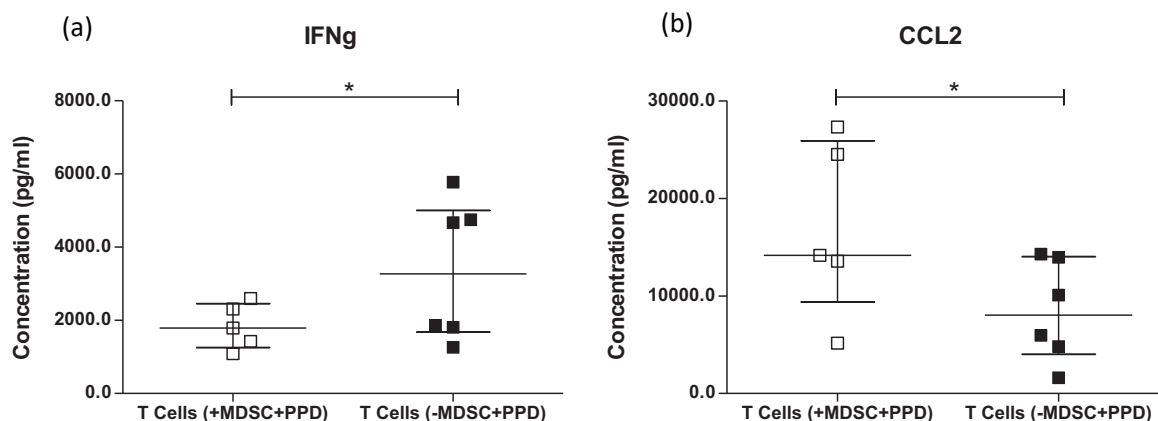 (a)
IFNg
*
8000.0
6000.0
4000.0
2000.0
0.0
Concentration (pg/ml)
T Cells (+MDSC+PPD)
T Cells (-MDSC+PPD)
(b)
CCL2
*
30000.0
20000.0
10000.0
0.0
Concentration (pg/ml)
T Cells (+MDSC+PPD)
T Cells (-MDSC+PPD)